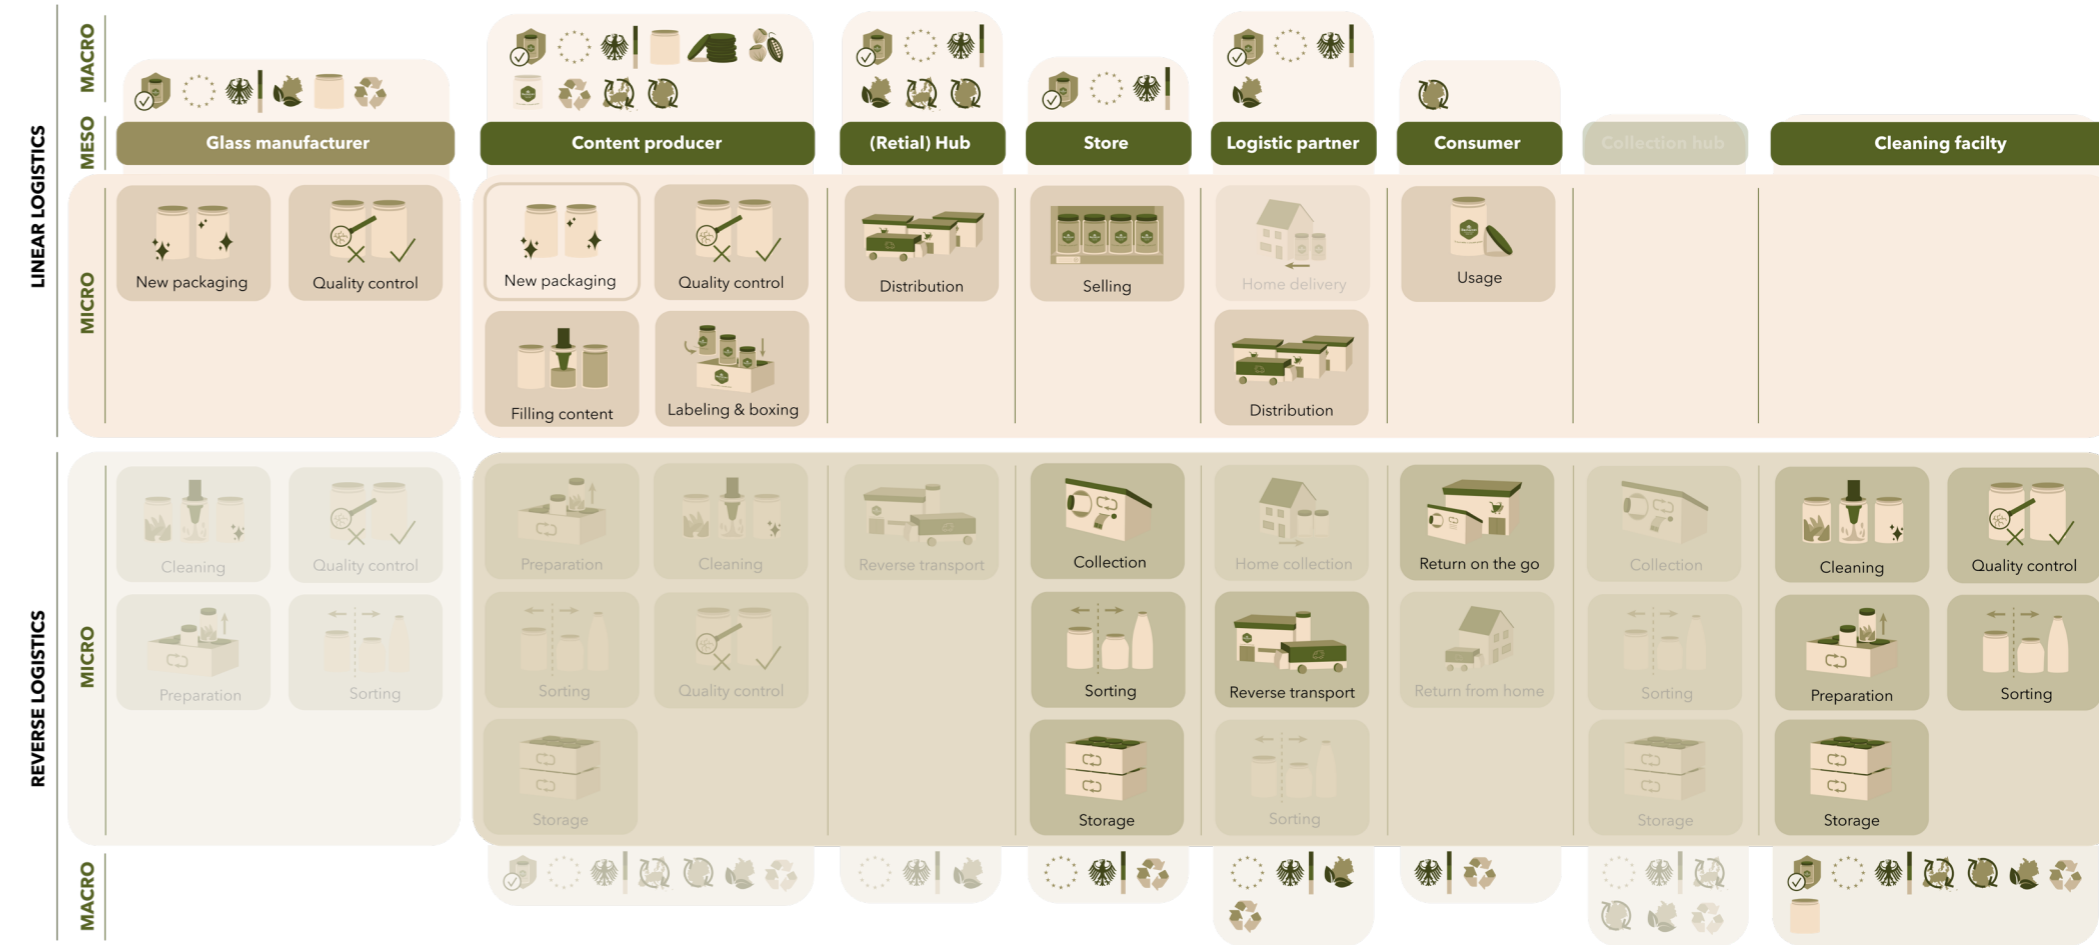 LINEAR LOGISTICS
MACRO
MESO
Glass manufacturer
Content producer
(Retial) Hub
Store
Logistic partner
Consumer
Collection hub
Cleaning facilty
MICRO
New packaging
Quality control
New packaging
Quality control
Distribution
Selling
Home delivery
Usage
Filling content
Labeling & boxing
Distribution
REVERSE LOGISTICS
MICRO
Cleaning
Quality control
Preparation
Cleaning
Reverse transport
Collection
Home collection
Return on the go
Collection
Cleaning
Quality control
Preparation
Sorting
Sorting
Quality control
Sorting
Reverse transport
Return from home
Sorting
Preparation
Sorting
Storage
Storage
Sorting
Storage
Storage
MACRO